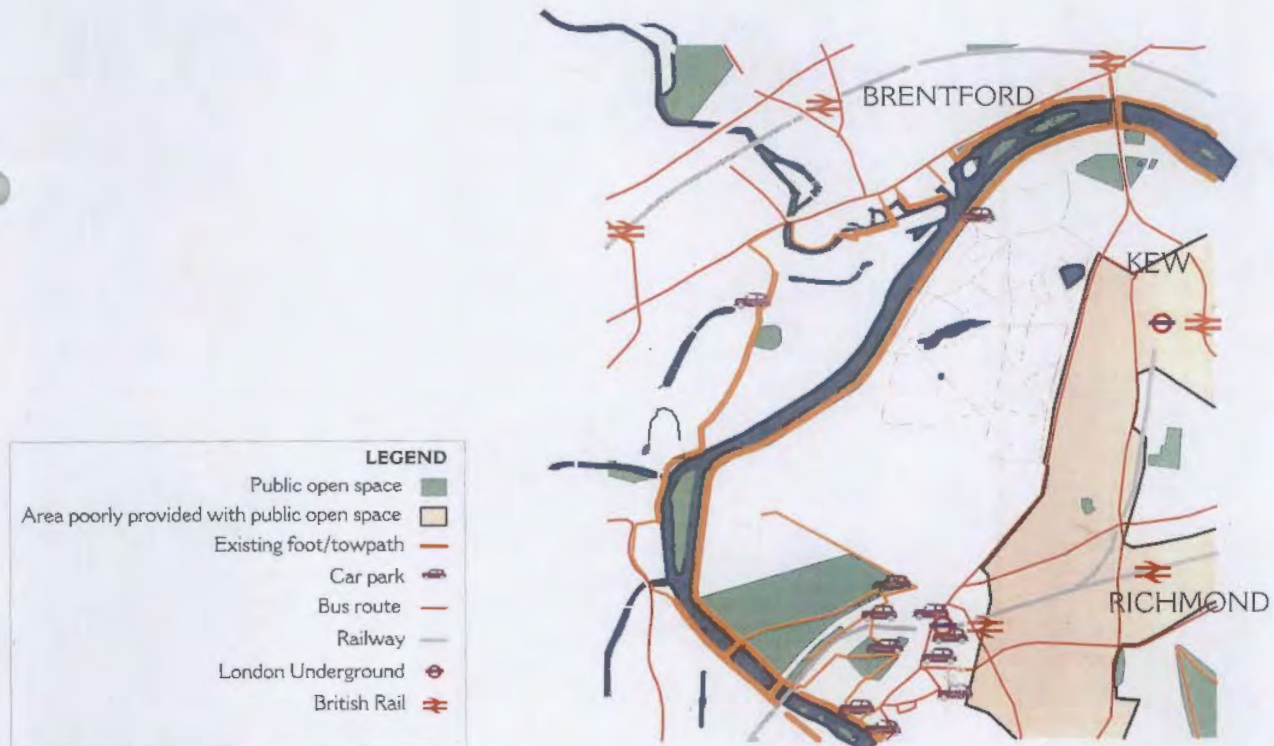 BRENTFORD
KEW
RICHMOND
LEGEND
Public open space
Area poorly provided with public open space
Existing foot/towpath
Car park
Bus route
Railway
London Underground
British Rail